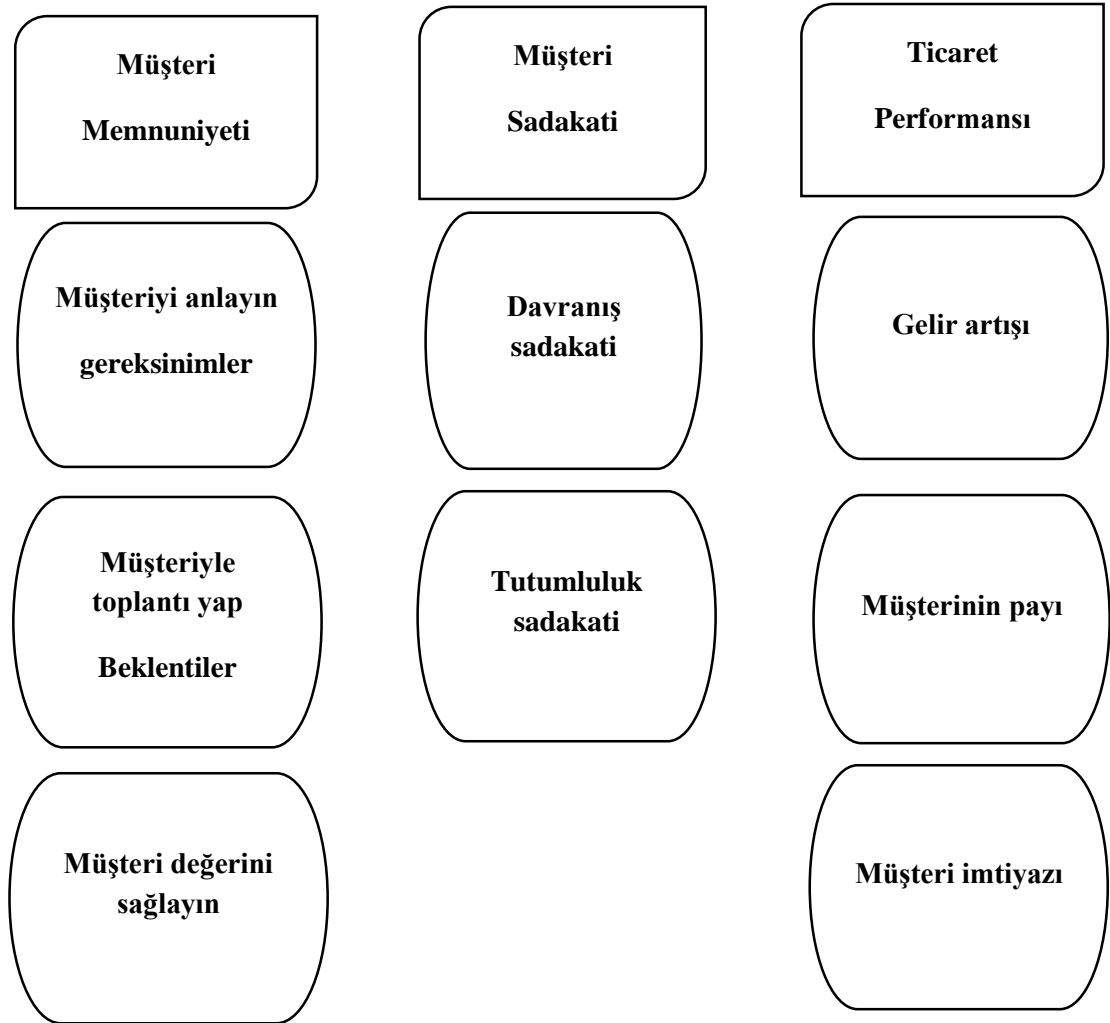 Müşteri
Memnuniyeti
Müşteri
Sadakati
Ticaret
Performansı
Müşteriyi anlayın
gereksinimler
Davranış
sadakati
Gelir artışı
Müşteriyle
toplantı yap
Beklentiler
Tutumluluk
sadakati
Müşterinin payı
Müşteri değerini
sağlayın
Müşteri imtiyazı